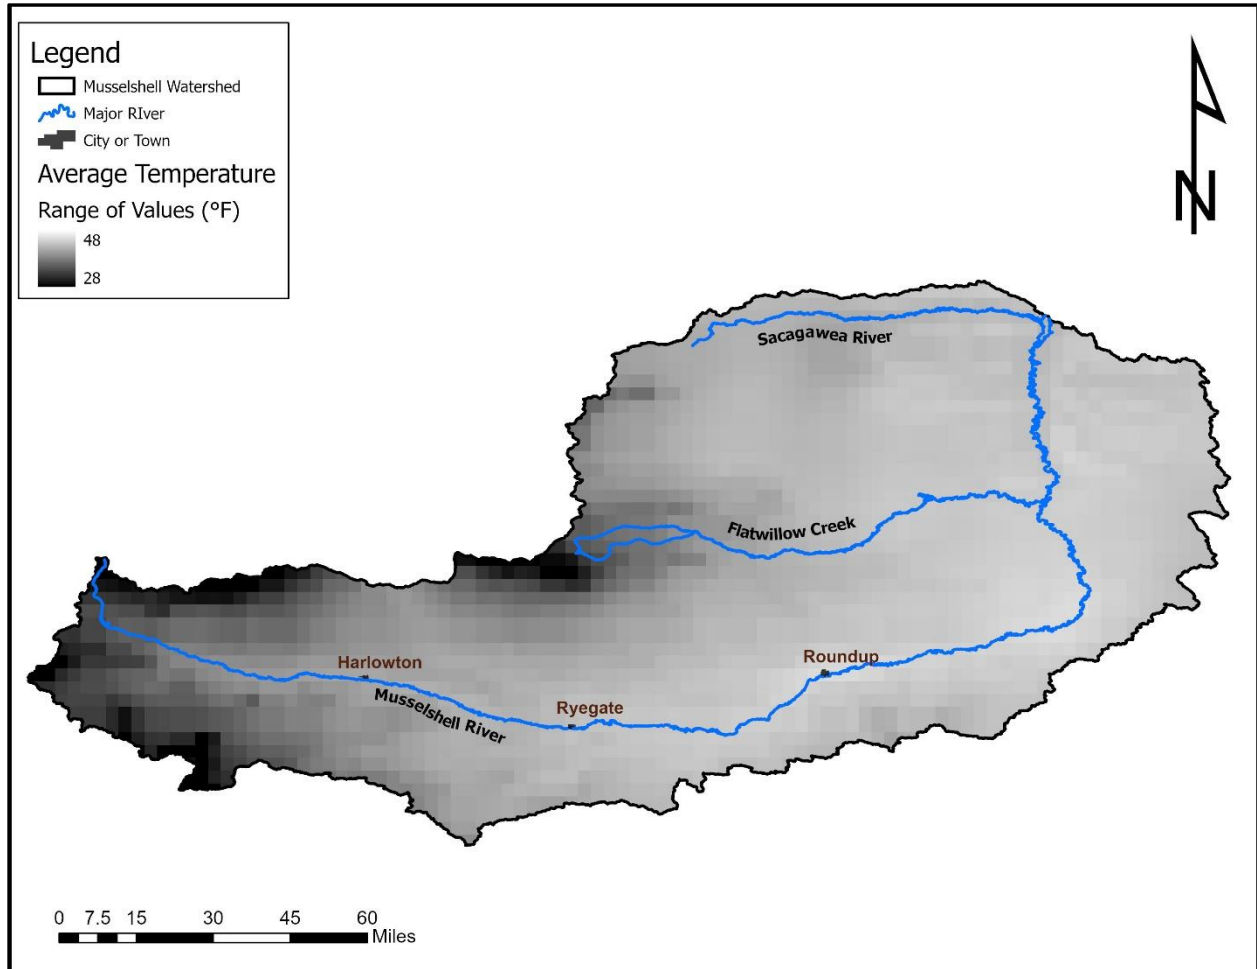 Legend
Musselshell Watershed
Major RIver
City or Town
Average Temperature
Range of Values (°F)
48
28
N
Sacagawea River
Flatwillow Creek
Harlowton
Roundup
Musselshell River
Ryegate
0 7.5 15 30 45 60
Miles